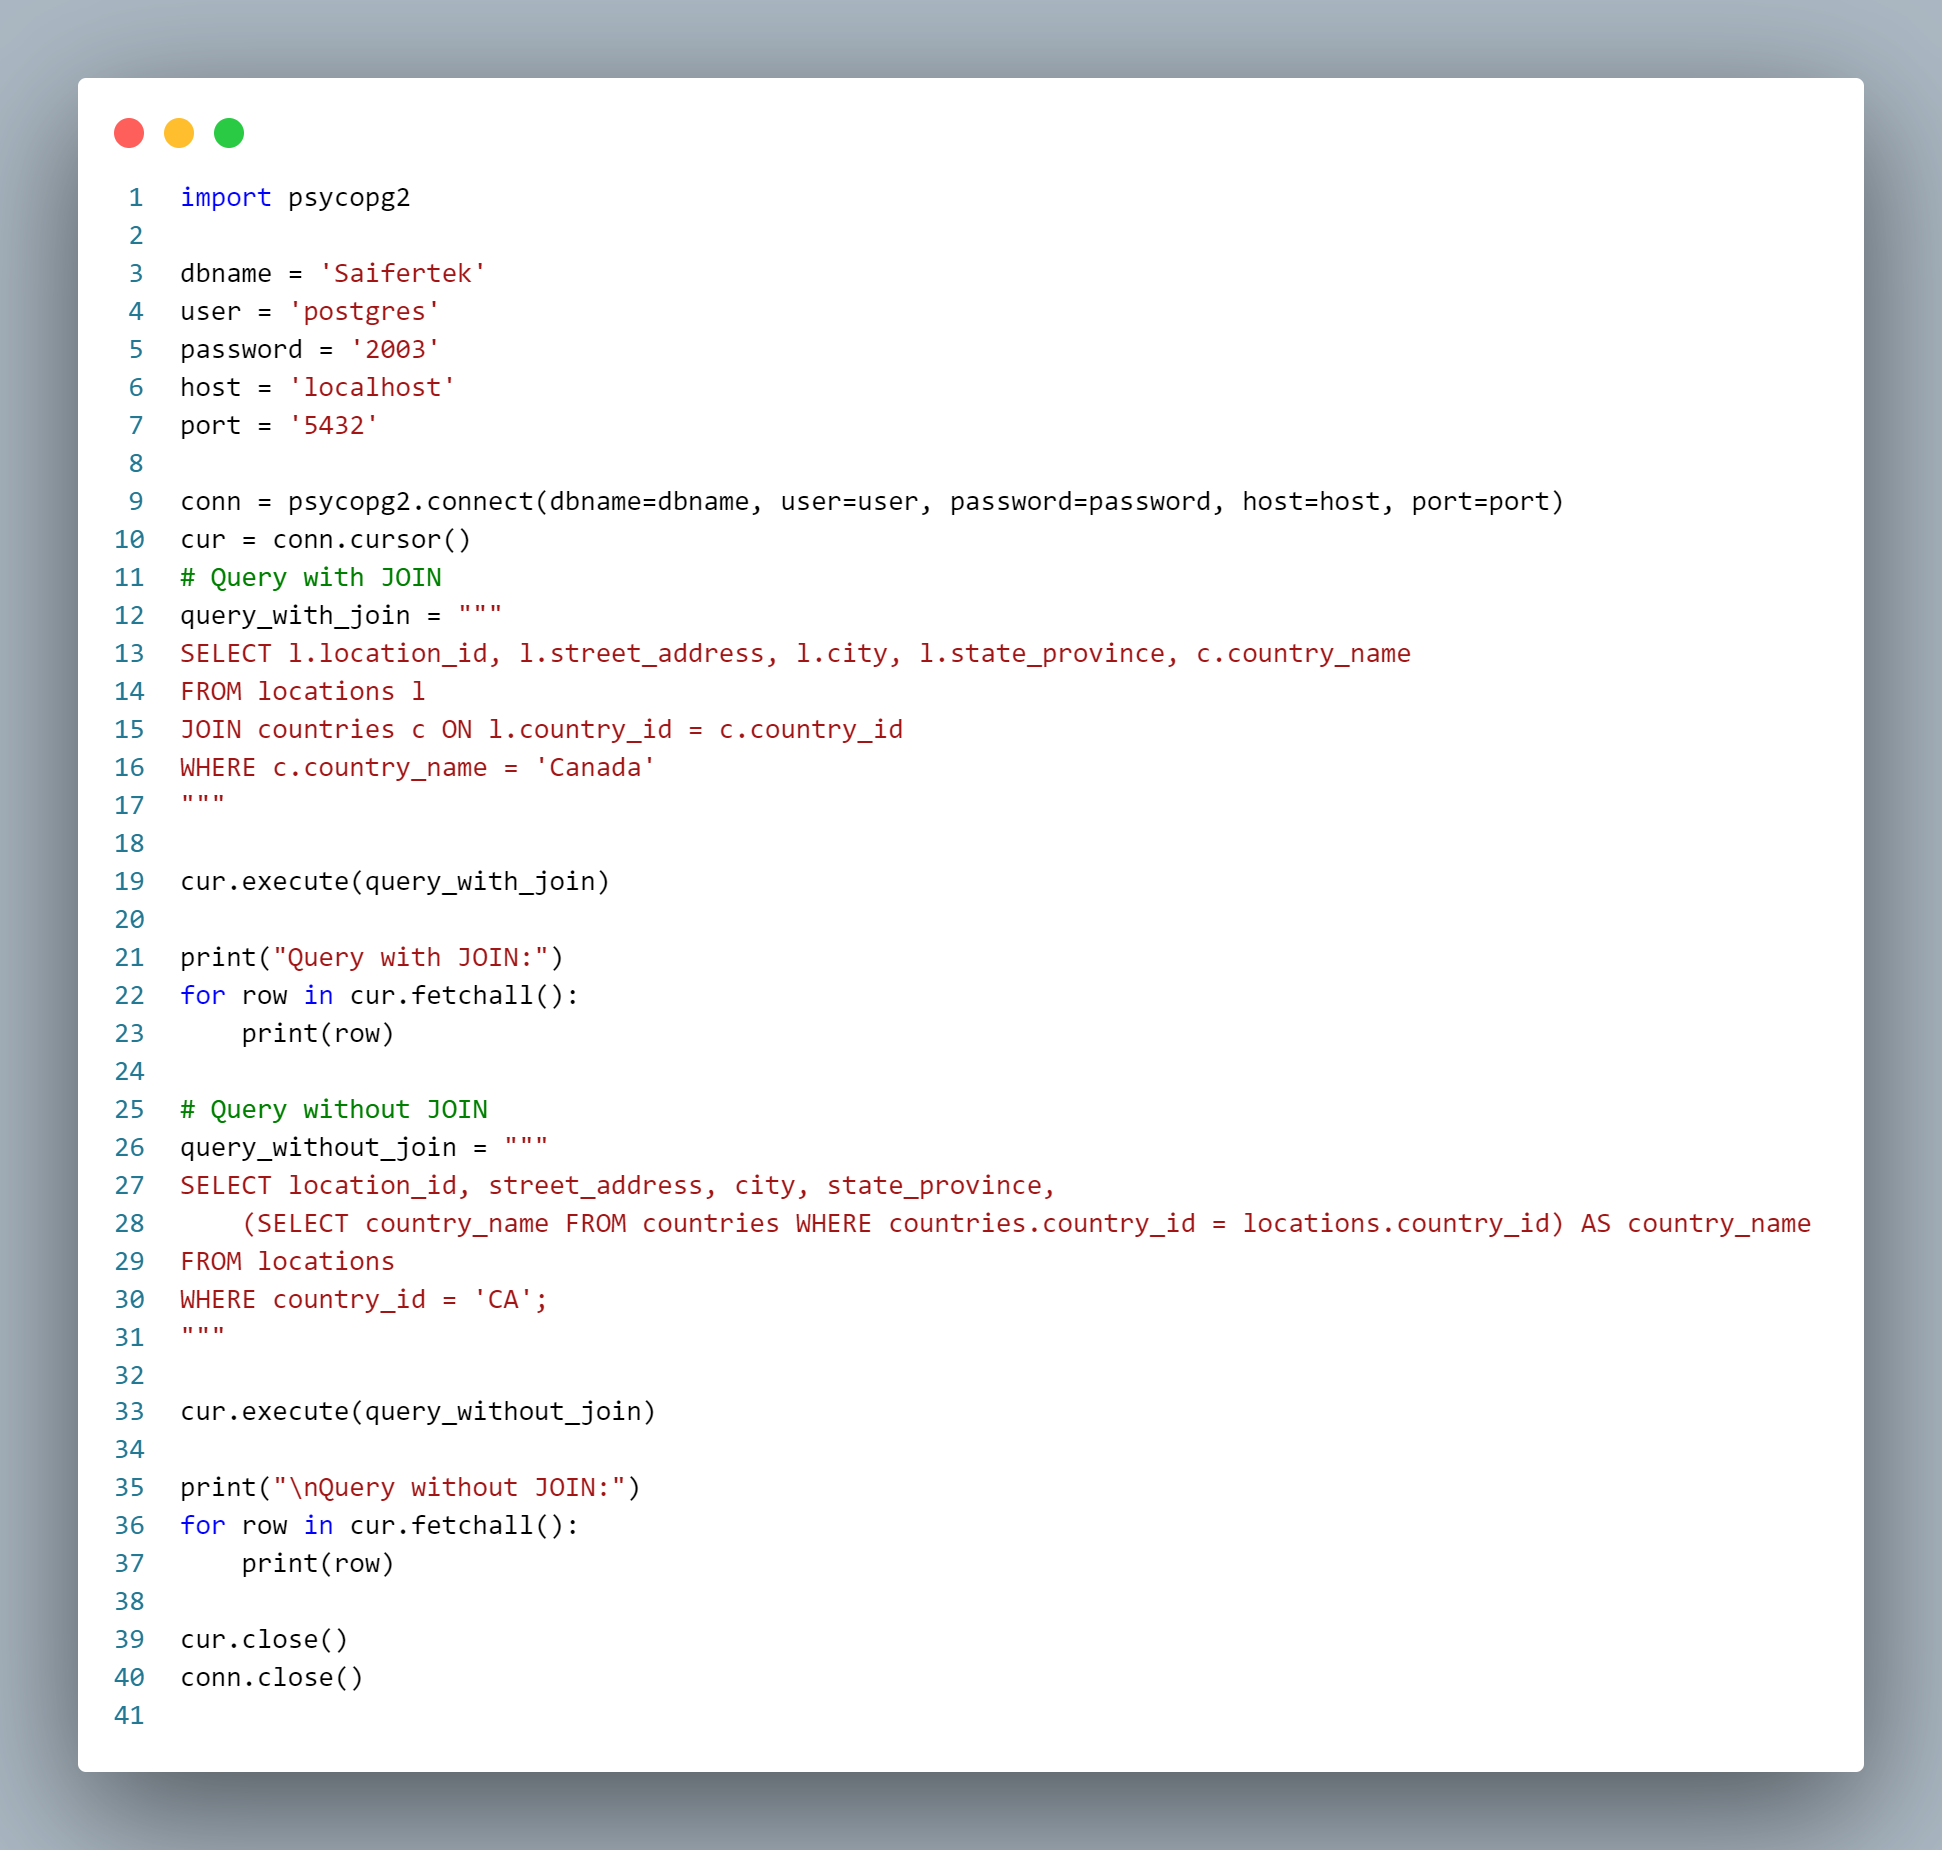 1 import psycopg2
2
3 dbname = 'Saifertek'
4 user = 'postgres'
5 password = '2003'
6 host = 'localhost'
7 port = '5432'
8
9 conn = psycopg2.connect(dbname=dbname, user=user, password=password, host=host, port=port)
10 cur = conn.cursor()
11 # Query with JOIN
12 query_with_join = """
13 SELECT l.location_id, l.street_address, l.city, l.state_province, c.country_name
14 FROM locations l
15 JOIN countries c ON l.country_id = c.country_id
16 WHERE c.country_name = 'Canada'
17 """
18
19 cur.execute(query_with_join)
20
21 print("Query with JOIN:")
22 for row in cur.fetchall():
23     print(row)
24
25 # Query without JOIN
26 query_without_join = """
27 SELECT location_id, street_address, city, state_province,
28     (SELECT country_name FROM countries WHERE countries.country_id = locations.country_id) AS country_name
29 FROM locations
30 WHERE country_id = 'CA';
31 """
32
33 cur.execute(query_without_join)
34
35 print("\nQuery without JOIN:")
36 for row in cur.fetchall():
37     print(row)
38
39 cur.close()
40 conn.close()
41